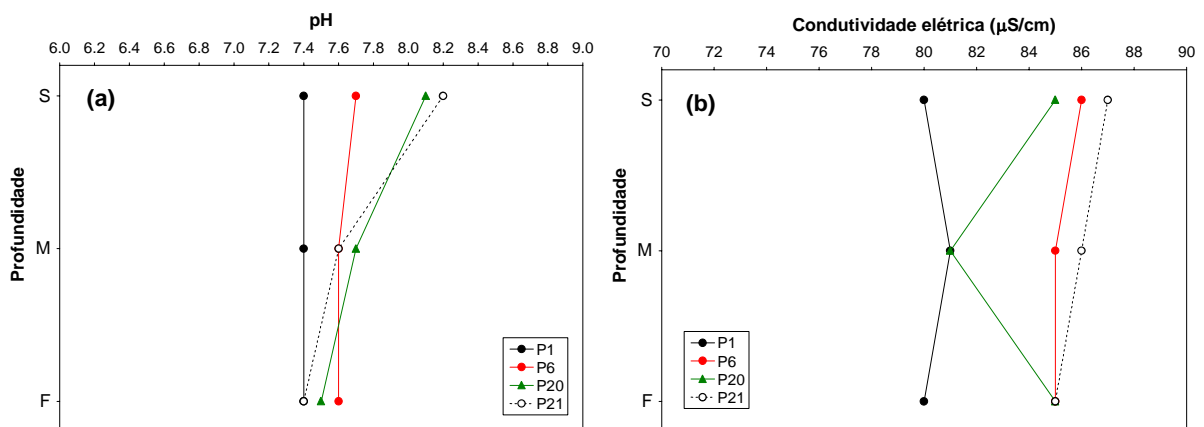 pH
6.0 6.2 6.4 6.6 6.8 7.0 7.2 7.4 7.6 7.8 8.0 8.2 8.4 8.6 8.8 9.0
(a)
Profundidade
S
M
F
P1
P6
P20
P21
Condutividade elétrica (µS/cm)
70 72 74 76 78 80 82 84 86 88 90
(b)
Profundidade
S
M
F
P1
P6
P20
P21